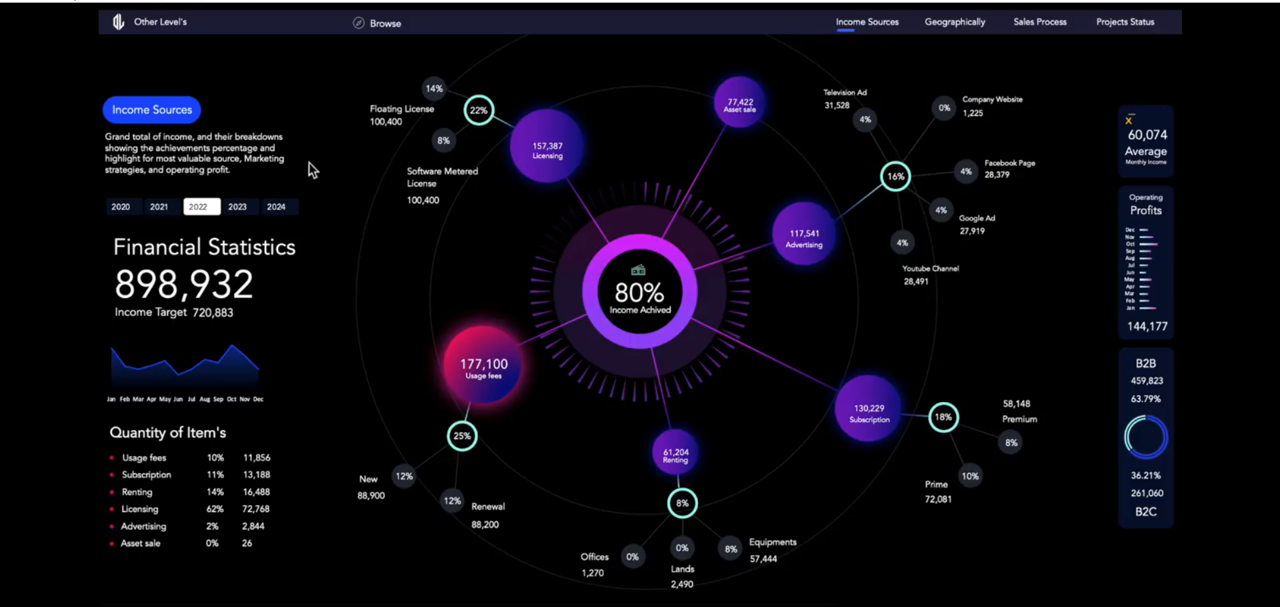 Other Level's
Browse
Income Sources
Geographically
Sales Process
Projects Status
Income Sources
Grand total of income, and their breakdowns
showing the achievements percentage and
highlight for most valuable source, Marketing
strategies, and operating profit.
2020
2021
2022
2023
2024
Financial Statistics
898,932
Income Target 720,883
Jan Feb Mar Apr May Jun Jul Aug Sep Oct Nov Dec
Quantity of Item's
Usage fees 10% 11,856
Subscription 11% 13,188
Renting 14% 16,488
Licensing 62% 72,768
Advertising 2% 2,844
Asset sale 0% 26
14%
Floating License
100,400
22%
8%
Software Metered
License
100,400
157,387
Licensing
77,422
Asset sale
Television Ad
31,528
4%
0%
Company Website
1,225
16%
4%
Facebook Page
28,379
4%
Google Ad
27,919
4%
Youtube Channel
28,491
117,541
Advertising
80%
Income Achived
177,100
Usage fees
25%
New
88,900
12%
12%
Renewal
88,200
61,204
Renting
8%
Offices
1,270
0%
0%
Lands
2,490
8%
Equipments
57,444
130,229
Subscription
18%
58,148
Premium
8%
10%
Prime
72,081
x
60,074
Average
Monthly Income
Operating
Profits
Dec
Nov
Oct
Sep
Aug
Jul
Jun
May
Apr
Mar
Feb
Jan
144,177
B2B
459,823
63.79%
36.21%
261,060
B2C